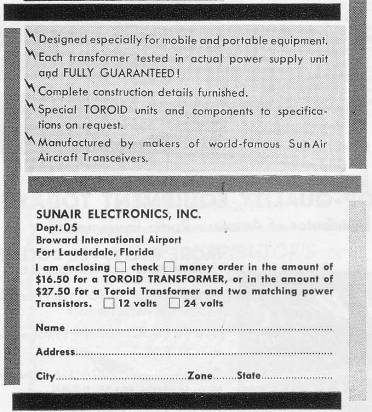 Designed especially for mobile and portable equipment.
Each transformer tested in actual power supply unit
and FULLY GUARANTEED!
Complete construction details furnished.
Special TOROID units and components to specifica-
tions on request.
Manufactured by makers of world-famous SunAir
Aircraft Transceivers.
SUNAIR ELECTRONICS, INC.
Dept. 05
Broward International Airport
Fort Lauderdale, Florida
I am enclosing □ check □ money order in the amount of
$16.50 for a TOROID TRANSFORMER, or in the amount of
$27.50 for a Toroid Transformer and two matching power
Transistors. □ 12 volts □ 24 volts
Name
Address
City Zone State